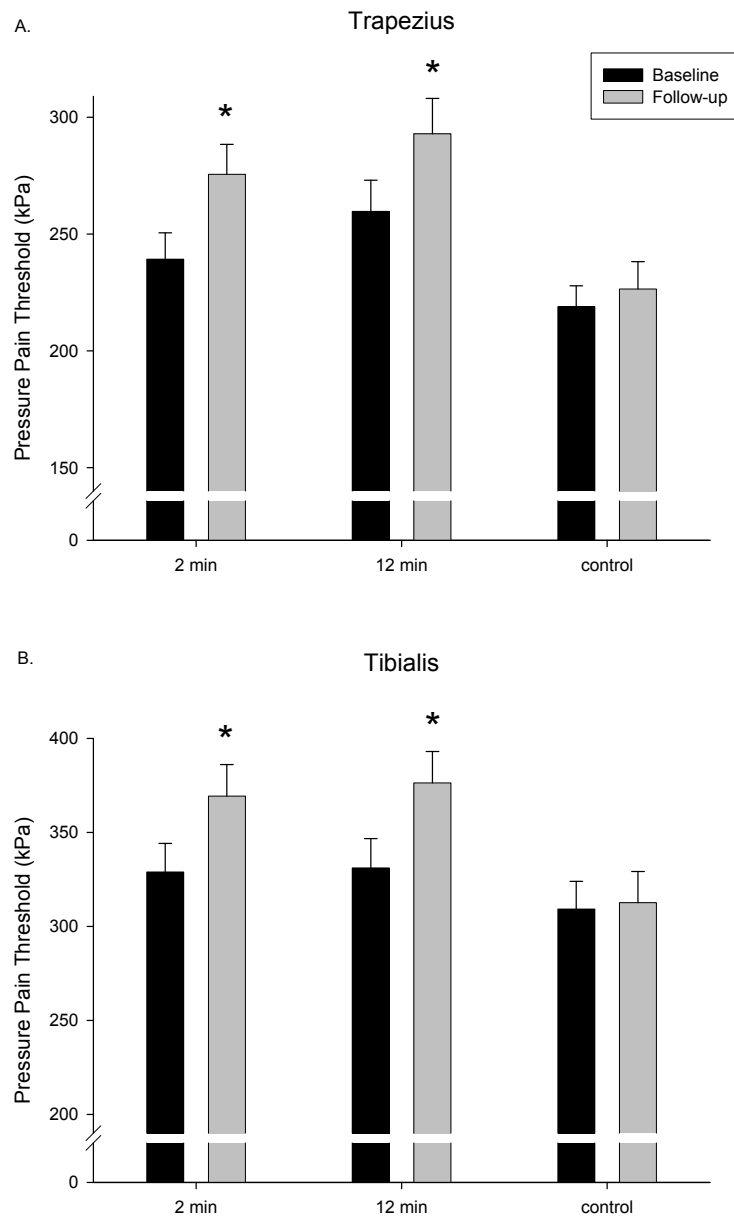 A.
Trapezius
Baseline
Follow-up
*
*
Pressure Pain Threshold (kPa)
300
250
200
150
0
2 min
12 min
control
B.
Tibialis
*
*
Pressure Pain Threshold (kPa)
400
350
300
250
200
0
2 min
12 min
control